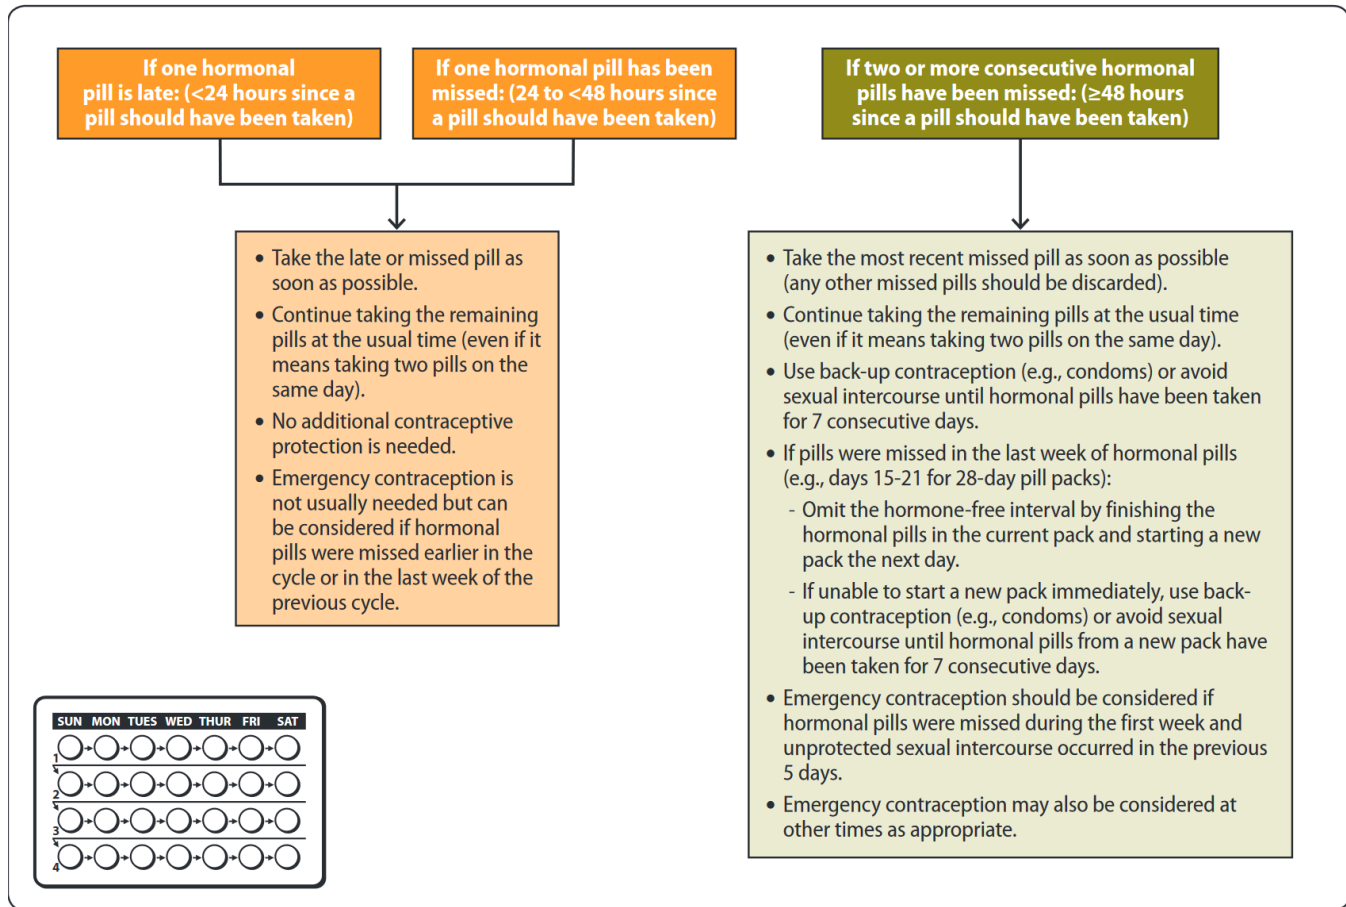 If one hormonal
pill is late: (<24 hours since a
pill should have been taken)
If one hormonal pill has been
missed: (24 to <48 hours since
a pill should have been taken)
If two or more consecutive hormonal
pills have been missed: (≥48 hours
since a pill should have been taken)
• Take the late or missed pill as
soon as possible.
• Continue taking the remaining
pills at the usual time (even if it
means taking two pills on the
same day).
• No additional contraceptive
protection is needed.
• Emergency contraception is
not usually needed but can
be considered if hormonal
pills were missed earlier in the
cycle or in the last week of the
previous cycle.
• Take the most recent missed pill as soon as possible
(any other missed pills should be discarded).
• Continue taking the remaining pills at the usual time
(even if it means taking two pills on the same day).
• Use back-up contraception (e.g., condoms) or avoid
sexual intercourse until hormonal pills have been taken
for 7 consecutive days.
• If pills were missed in the last week of hormonal pills
(e.g., days 15-21 for 28-day pill packs):
- Omit the hormone-free interval by finishing the
hormonal pills in the current pack and starting a new
pack the next day.
- If unable to start a new pack immediately, use back-
up contraception (e.g., condoms) or avoid sexual
intercourse until hormonal pills from a new pack have
been taken for 7 consecutive days.
• Emergency contraception should be considered if
hormonal pills were missed during the first week and
unprotected sexual intercourse occurred in the previous
5 days.
• Emergency contraception may also be considered at
other times as appropriate.
SUN MON TUES WED THUR FRI SAT
1
2
3
4